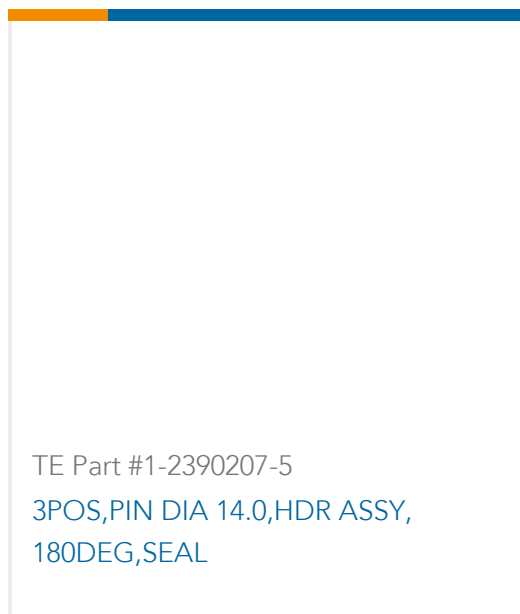 TE Part #1-2390207-5
3POS,PIN DIA 14.0,HDR ASSY,
180DEG,SEAL